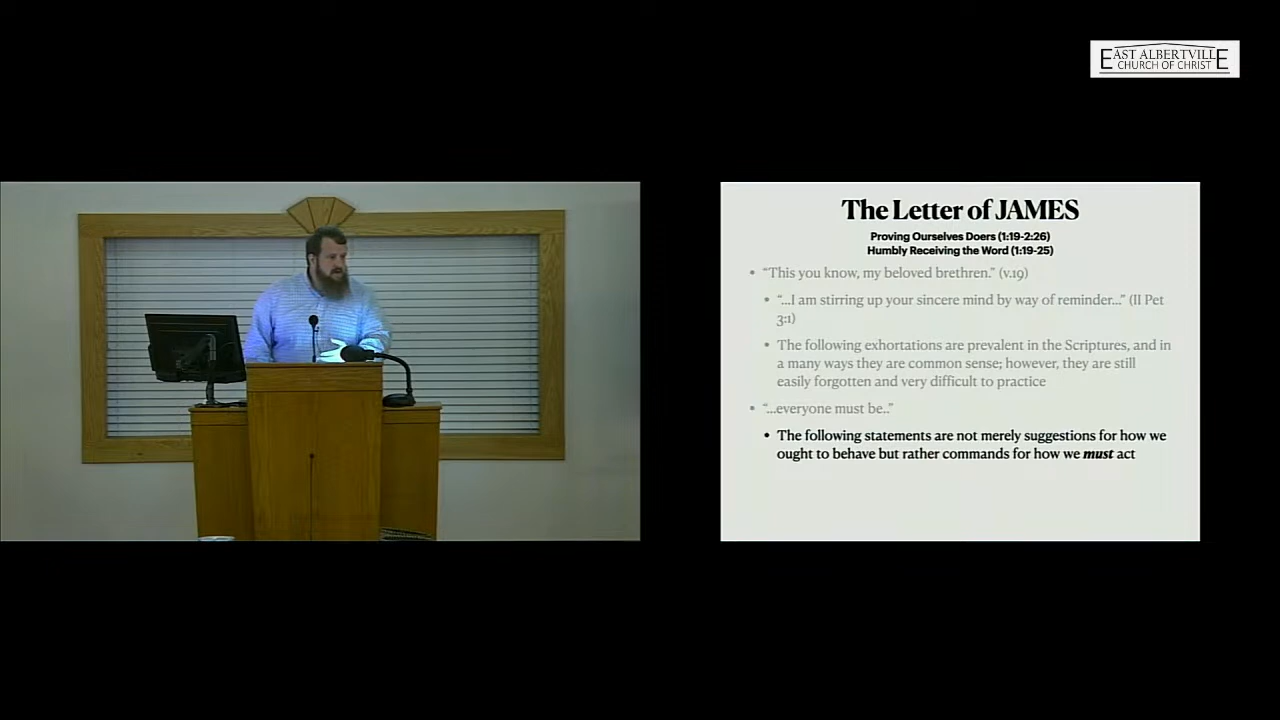 EAST ALBERTVILLE
CHURCH OF CHRIST
The Letter of JAMES
Proving Ourselves Doers (1:19-2:26)
Humbly Receiving the Word (1:19-25)
• “This you know, my beloved brethren.” (v.19)
• “...I am stirring up your sincere mind by way of reminder...” (II Pet
3:1)
• The following exhortations are prevalent in the Scriptures, and in
a many ways they are common sense; however, they are still
easily forgotten and very difficult to practice
• “...everyone must be..”
• The following statements are not merely suggestions for how we
ought to behave but rather commands for how we must act